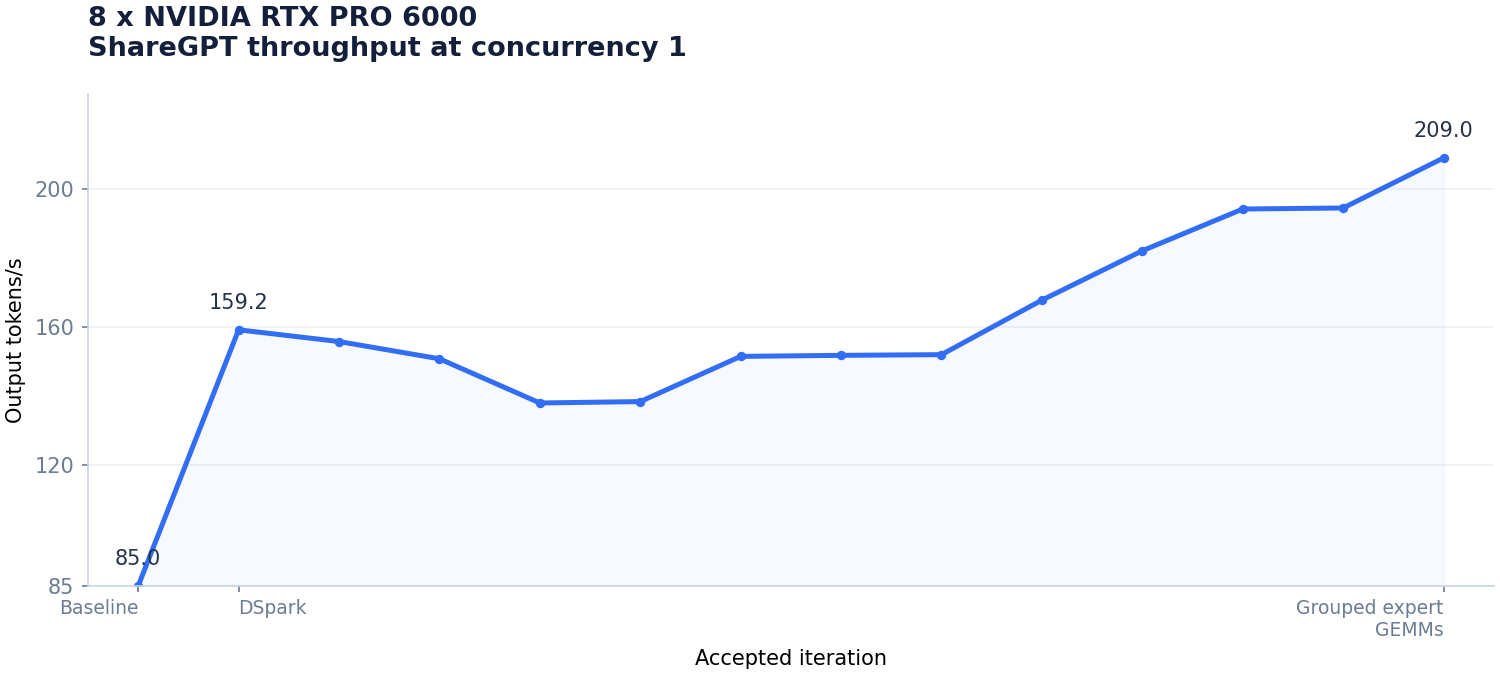 8 x NVIDIA RTX PRO 6000
ShareGPT throughput at concurrency 1
209.0
200
159.2
160
Output tokens/s
120
85.0
85
Baseline
DSpark
Grouped expert
GEMMs
Accepted iteration